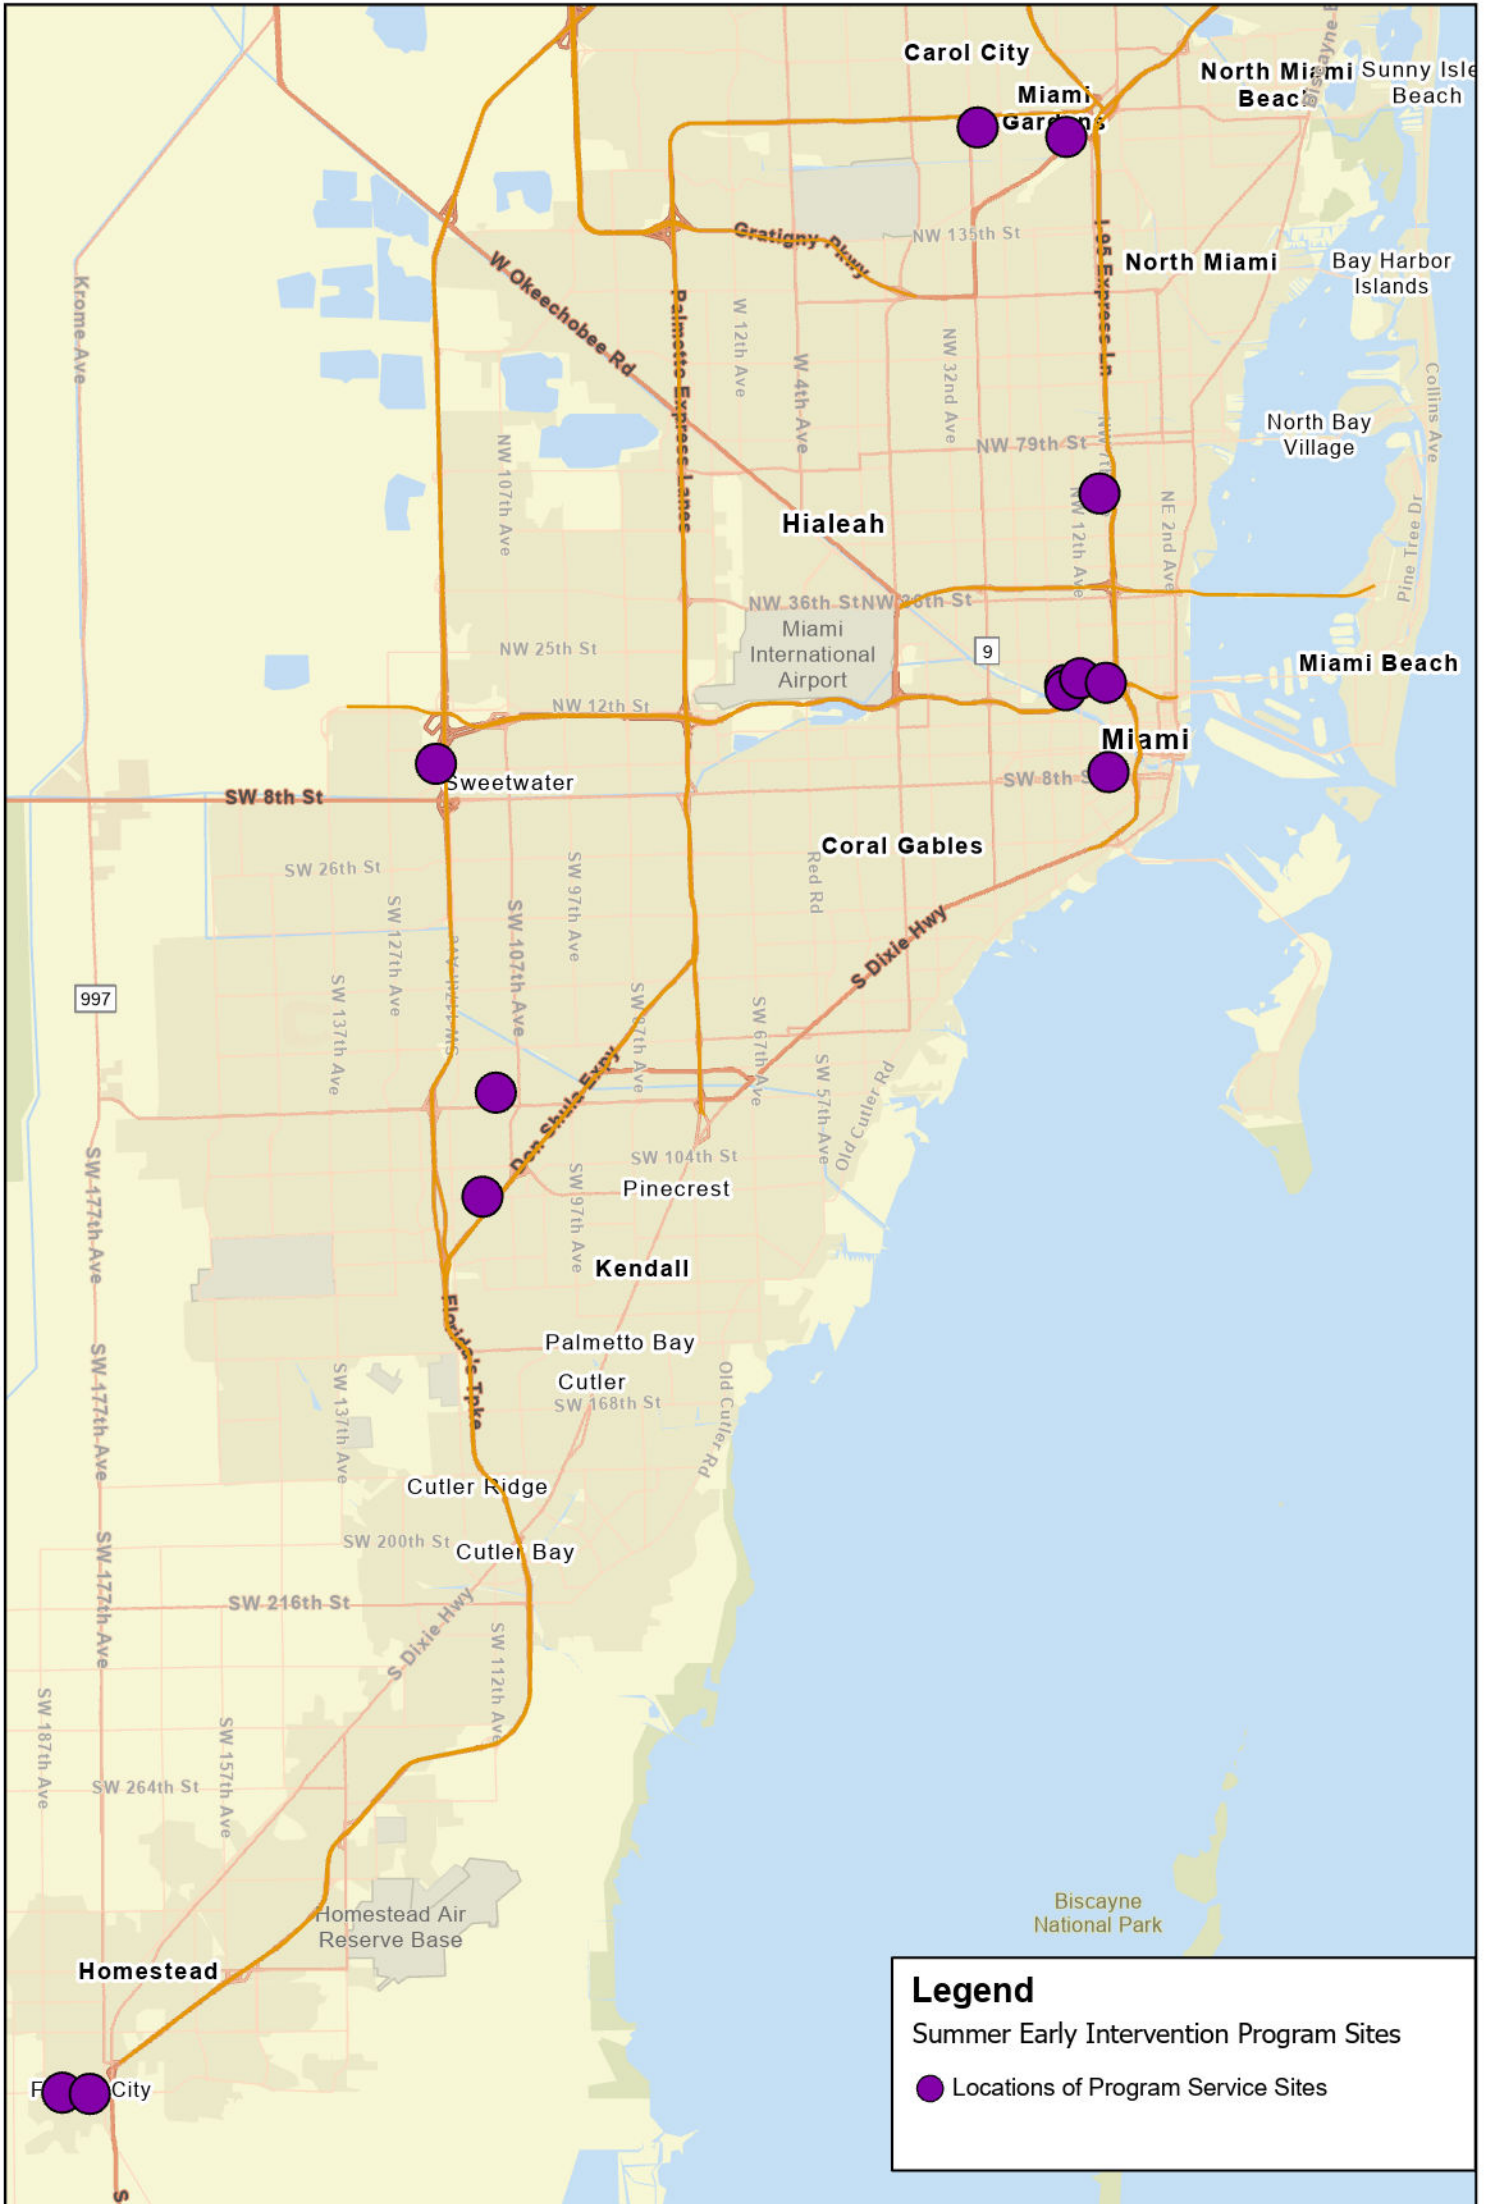 Carol City
North Miami
Beac
Sunny Isle
Beach
Miami
Gardens
NW 135th St
Gratigny Pkwy
I-95 Express Ln
North Miami
Bay Harbor
Islands
Krome Ave
W Okeechobee Rd
Palmetto Express Lanes
W 12th Ave
W 4th Ave
NW 32nd Ave
Collins Ave
North Bay
Village
NW 107th Ave
NW 79th St
Hialeah
NW 12th Ave
NE 2nd Ave
Pine Tree Dr
NW 36th St
NW 36th St
Miami
International
Airport
9
NW 25th St
Miami Beach
NW 12th St
Miami
Sweetwater
SW 8th St
SW 8th S
Coral Gables
SW 26th St
SW 97th Ave
Red Rd
SW 127th Ave
SW 107th Ave
S Dixie Hwy
997
SW 137th Ave
SW 117th Ave
SW 87th Ave
SW 67th Ave
SW 57th Ave
Old Cutler Rd
Don Shula Expy
SW 104th St
Pinecrest
SW 177th Ave
SW 97th Ave
Kendall
Florida's Tpke
Palmetto Bay
Cutler
SW 168th St
SW 177th Ave
SW 137th Ave
Old Cutler Rd
Cutler Ridge
SW 200th St
Cutler Bay
SW 177th Ave
SW 216th St
S Dixie Hwy
SW 112th Ave
SW 187th Ave
SW 157th Ave
SW 264th St
Homestead Air
Reserve Base
Biscayne
National Park
Homestead
F
City
S
Legend
Summer Early Intervention Program Sites
Locations of Program Service Sites